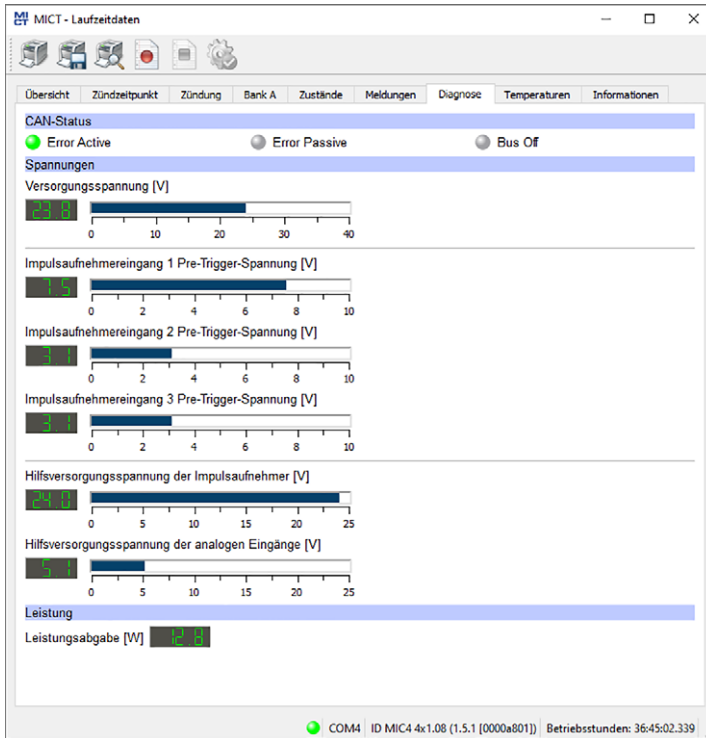 MICT - Laufzeitdaten
Übersicht Zündzeitpunkt Zündung Bank A Zustände Meldungen Diagnose Temperaturen Informationen
CAN-Status
Error Active Error Passive Bus Off
Spannungen
Versorgungsspannung [V]
23.8
0 10 20 30 40
Impulsaufnehmereingang 1 Pre-Trigger-Spannung [V]
7.5
0 2 4 6 8 10
Impulsaufnehmereingang 2 Pre-Trigger-Spannung [V]
3.1
0 2 4 6 8 10
Impulsaufnehmereingang 3 Pre-Trigger-Spannung [V]
3.1
0 2 4 6 8 10
Hilfsversorgungsspannung der Impulsaufnehmer [V]
24.0
0 5 10 15 20 25
Hilfsversorgungsspannung der analogen Eingänge [V]
5.1
0 5 10 15 20 25
Leistung
Leistungsabgabe [W] 12.8
COM4 ID MIC4 4x1.08 (1.5.1 [0000a801]) Betriebsstunden: 36:45:02.339